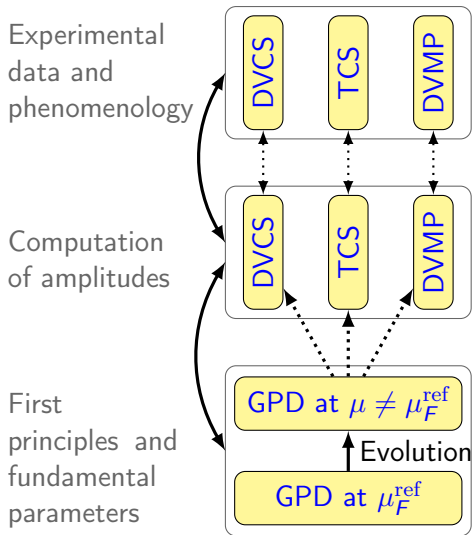 Experimental
data and
phenomenology
DVCS
TCS
DVMP
Computation
of amplitudes
DVCS
TCS
DVMP
First
principles and
fundamental
parameters
GPD at μ ≠ μ_F^ref
Evolution
GPD at μ_F^ref